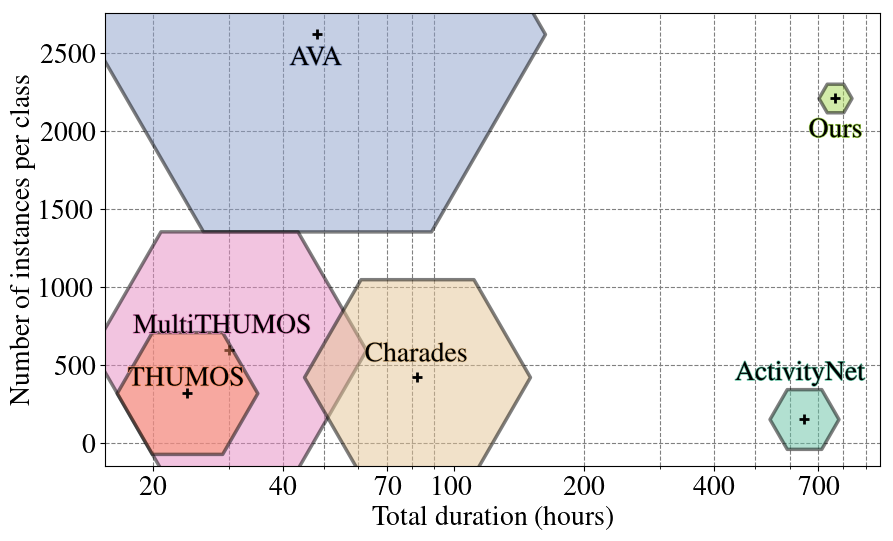 2500
AVA
2000
Ours
1500
1000
MultiTHUMOS
Charades
500
THUMOS
ActivityNet
0
Number of instances per class
20 40 70 100 200 400 700
Total duration (hours)